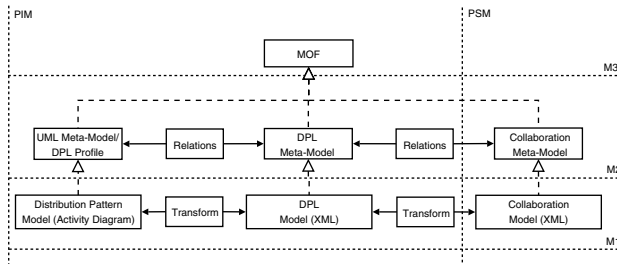 PIM
PSM
MOF
M3
UML Meta-Model/
DPL Profile
Relations
DPL
Meta-Model
Relations
Collaboration
Meta-Model
M2
Distribution Pattern
Model (Activity Diagram)
Transform
DPL
Model (XML)
Transform
Collaboration
Model (XML)
M1